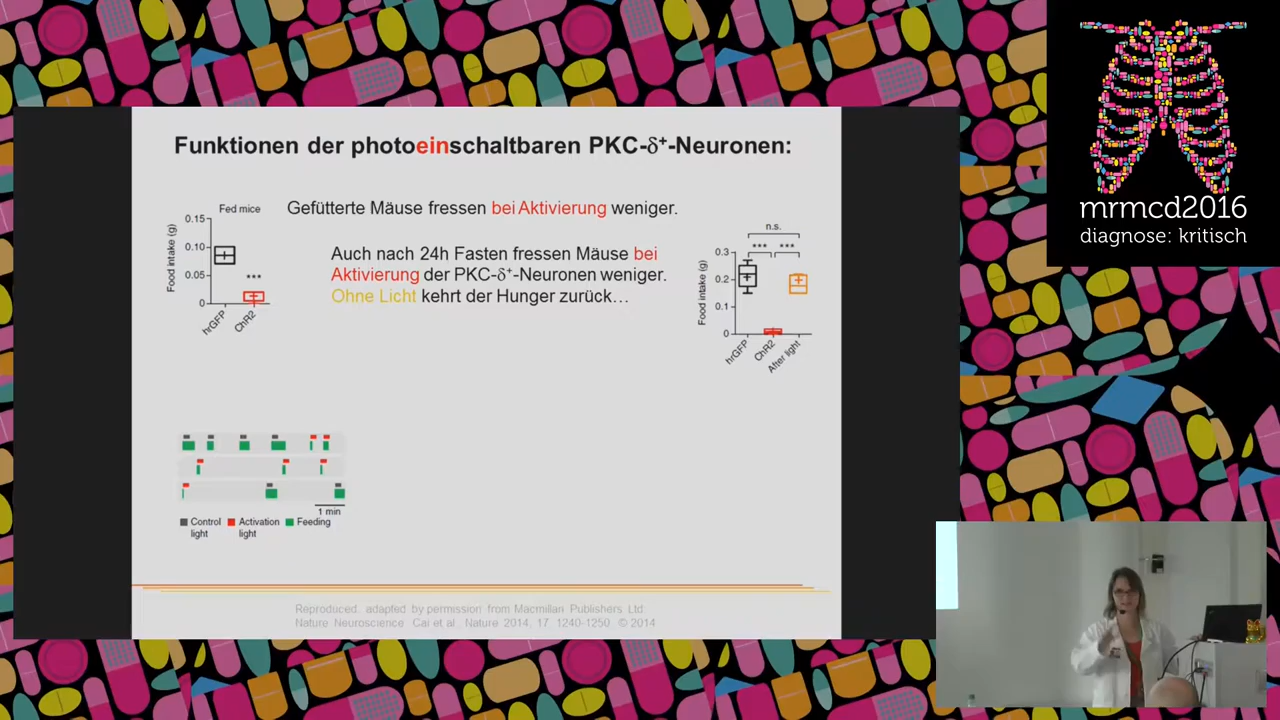 Funktionen der photoeinschaltbaren PKC-δ⁺-Neuronen:
Fed mice
Food intake (g)
0.15
0.10
0.05
0
***
hrGFP
ChR2
Gefütterte Mäuse fressen bei Aktivierung weniger.
Auch nach 24h Fasten fressen Mäuse bei
Aktivierung der PKC-δ⁺-Neuronen weniger.
Ohne Licht kehrt der Hunger zurück…
n.s.
*** ***
Food intake (g)
0.3
0.2
0.1
0
hrGFP
ChR2
After light
1 min
Control light
Activation light
Feeding
Reproduced, adapted by permission from Macmillan Publishers Ltd.
Nature Neuroscience Cai et al. Nature 2014. 17 1240-1250 © 2014
mrmcd2016
diagnose: kritisch